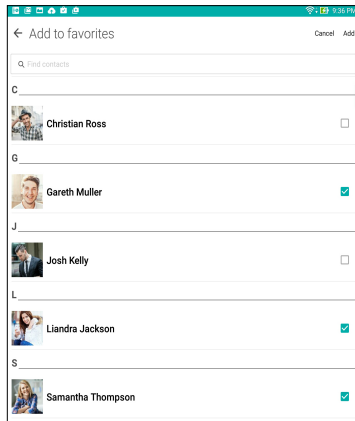 9:36 PM
Add to favorites
Cancel Add
Find contacts
C
Christian Ross
G
Gareth Muller
J
Josh Kelly
L
Liandra Jackson
S
Samantha Thompson